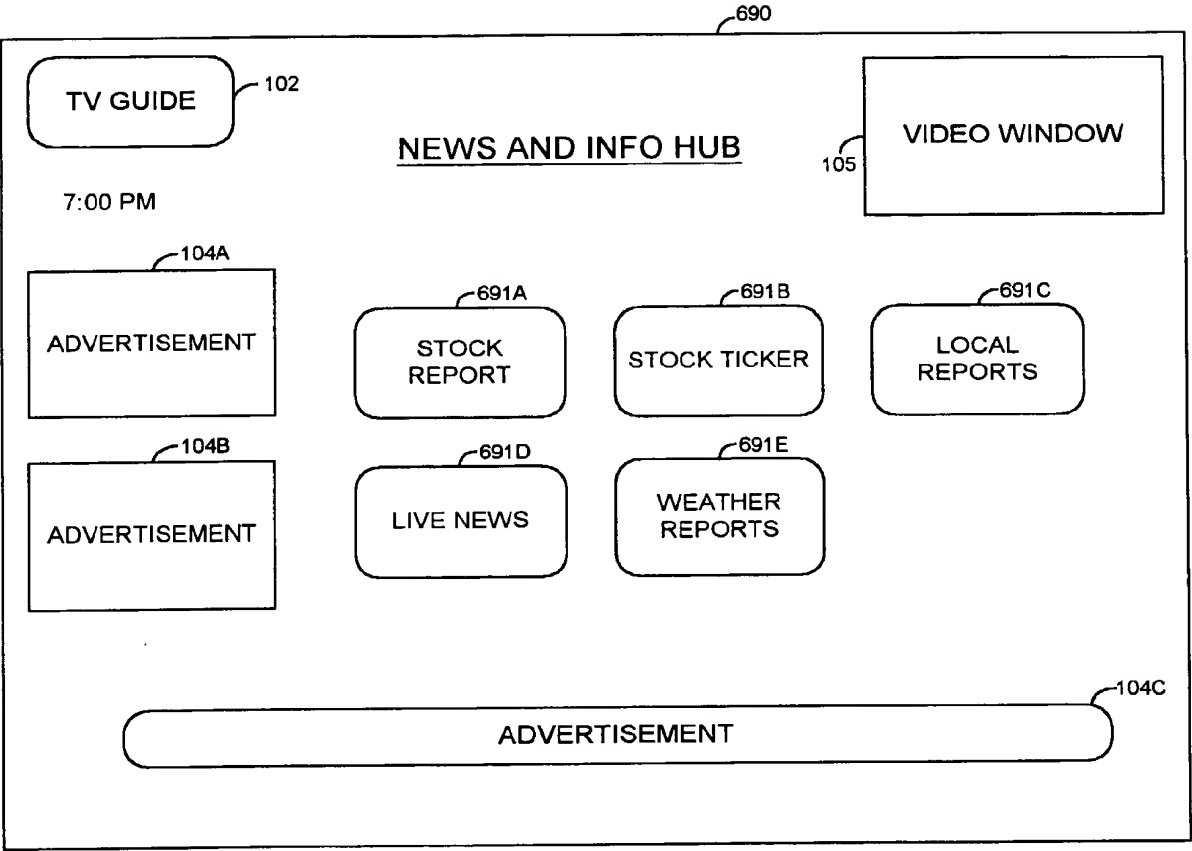 690
TV GUIDE
102
NEWS AND INFO HUB
VIDEO WINDOW
105
7:00 PM
104A
ADVERTISEMENT
691A
STOCK
REPORT
691B
STOCK TICKER
691C
LOCAL
REPORTS
104B
ADVERTISEMENT
691D
LIVE NEWS
691E
WEATHER
REPORTS
104C
ADVERTISEMENT